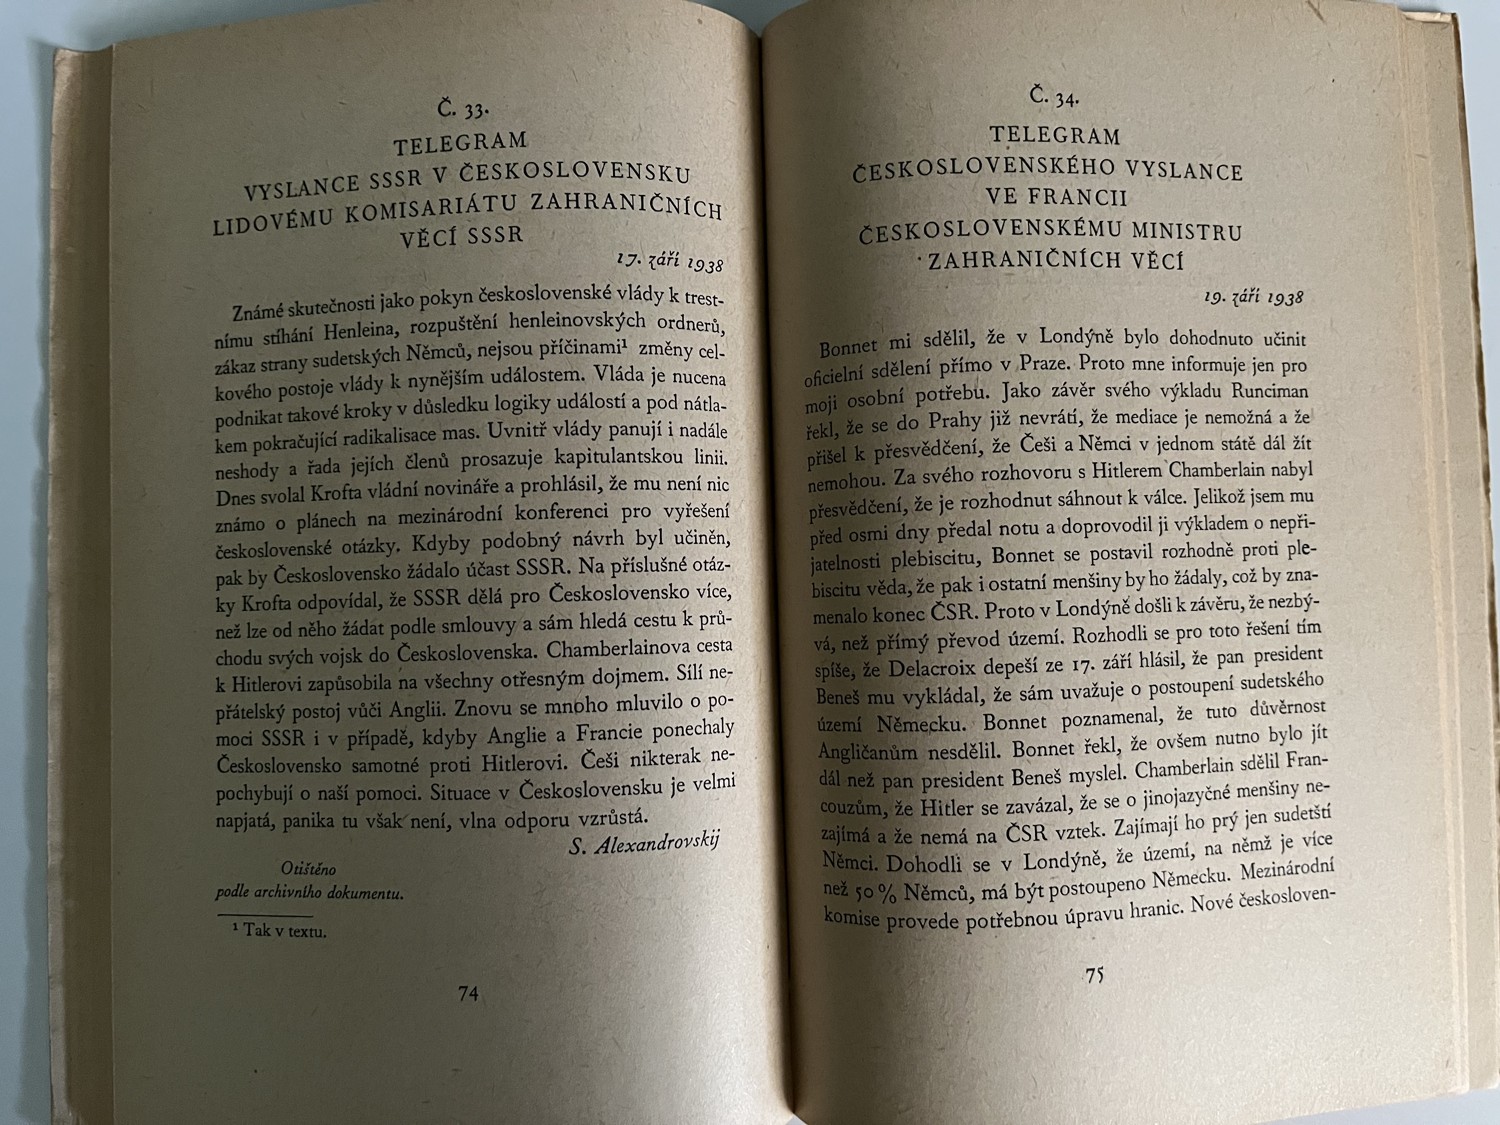 Č. 33.
TELEGRAM
VYSLANCE SSSR V ČESKOSLOVENSKU
LIDOVÉMU KOMISARIÁTU ZAHRANIČNÍCH
VĚCÍ SSSR
17. září 1938
Známé skutečnosti jako pokyn československé vlády k trest-
nímu stíhání Henleina, rozpuštění henleinovských ordnerů,
zákaz strany sudetských Němců, nejsou příčinami¹ změny cel-
kového postoje vlády k nynějším událostem. Vláda je nucena
podnikat takové kroky v důsledku logiky událostí a pod nátla-
kem pokračující radikalisace mas. Uvnitř vlády panují i nadále
neshody a řada jejích členů prosazuje kapitulantskou linii.
Dnes svolal Krofta vládní novináře a prohlásil, že mu není nic
známo o plánech na mezinárodní konferenci pro vyřešení
československé otázky. Kdyby podobný návrh byl učiněn,
pak by Československo žádalo účast SSSR. Na příslušné otáz-
ky Krofta odpovídal, že SSSR dělá pro Československo více,
než lze od něho žádat podle smlouvy a sám hledá cestu k prů-
chodu svých vojsk do Československa. Chamberlainova cesta
k Hitlerovi zapůsobila na všechny otřesným dojmem. Sílí ne-
přátelský postoj vůči Anglii. Znovu se mnoho mluvilo o po-
moci SSSR i v případě, kdyby Anglie a Francie ponechaly
Československo samotné proti Hitlerovi. Češi nikterak ne-
pochybují o naší pomoci. Situace v Československu je velmi
napjatá, panika tu však není, vlna odporu vzrůstá.
S. Alexandrovskij
Otištěno
podle archivního dokumentu.
¹ Tak v textu.
74
Č. 34.
TELEGRAM
ČESKOSLOVENSKÉHO VYSLANCE
VE FRANCII
ČESKOSLOVENSKÉMU MINISTRU
ZAHRANIČNÍCH VĚCÍ
19. září 1938
Bonnet mi sdělil, že v Londýně bylo dohodnuto učinit
oficielní sdělení přímo v Praze. Proto mne informuje jen pro
moji osobní potřebu. Jako závěr svého výkladu Runciman
řekl, že se do Prahy již nevrátí, že mediace je nemožná a že
přišel k přesvědčení, že Češi a Němci v jednom státě dál žít
nemohou. Za svého rozhovoru s Hitlerem Chamberlain nabyl
přesvědčení, že je rozhodnut sáhnout k válce. Jelikož jsem mu
před osmi dny předal notu a doprovodil ji výkladem o nepři-
jatelnosti plebiscitu, Bonnet se postavil rozhodně proti ple-
biscitu věda, že pak i ostatní menšiny by ho žádaly, což by zna-
menalo konec ČSR. Proto v Londýně došli k závěru, že nezbý-
vá, než přímý převod území. Rozhodli se pro toto řešení tím
spíše, že Delacroix depeší ze 17. září hlásil, že pan president
Beneš mu vykládal, že sám uvažuje o postoupení sudetského
území Německu. Bonnet poznamenal, že tuto důvěrnost
Angličanům nesdělil. Bonnet řekl, že ovšem nutno bylo jít
dál než pan president Beneš myslel. Chamberlain sdělil Fran-
couzům, že Hitler se zavázal, že se o jinojazyčné menšiny ne-
zajímá a že nemá na ČSR vztek. Zajímají ho prý jen sudetští
Němci. Dohodli se v Londýně, že území, na němž je více
než 50 % Němců, má být postoupeno Německu. Mezinárodní
komise provede potřebnou úpravu hranic. Nové českosloven-
75